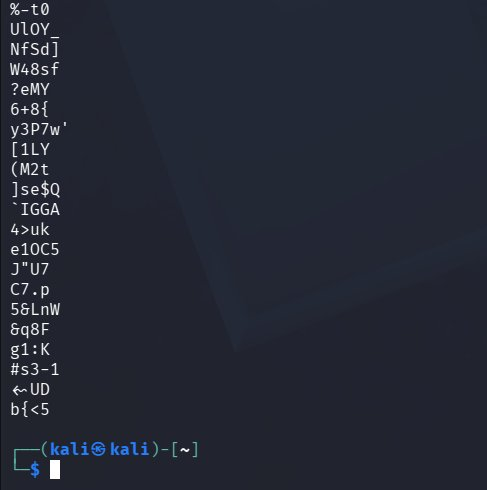 %-t0
UlOY_
NfSd]
W48sf
?eMY
6+8{
y3P7w'
[1LY
(M2t
]se$Q
`IGGA
4>uk
e1OC5
J"U7
C7.p
5&LnW
&q8F
g1:K
#s3-1
<~UD
b{<5
┌──(kali㉿kali)-[~]
└─$